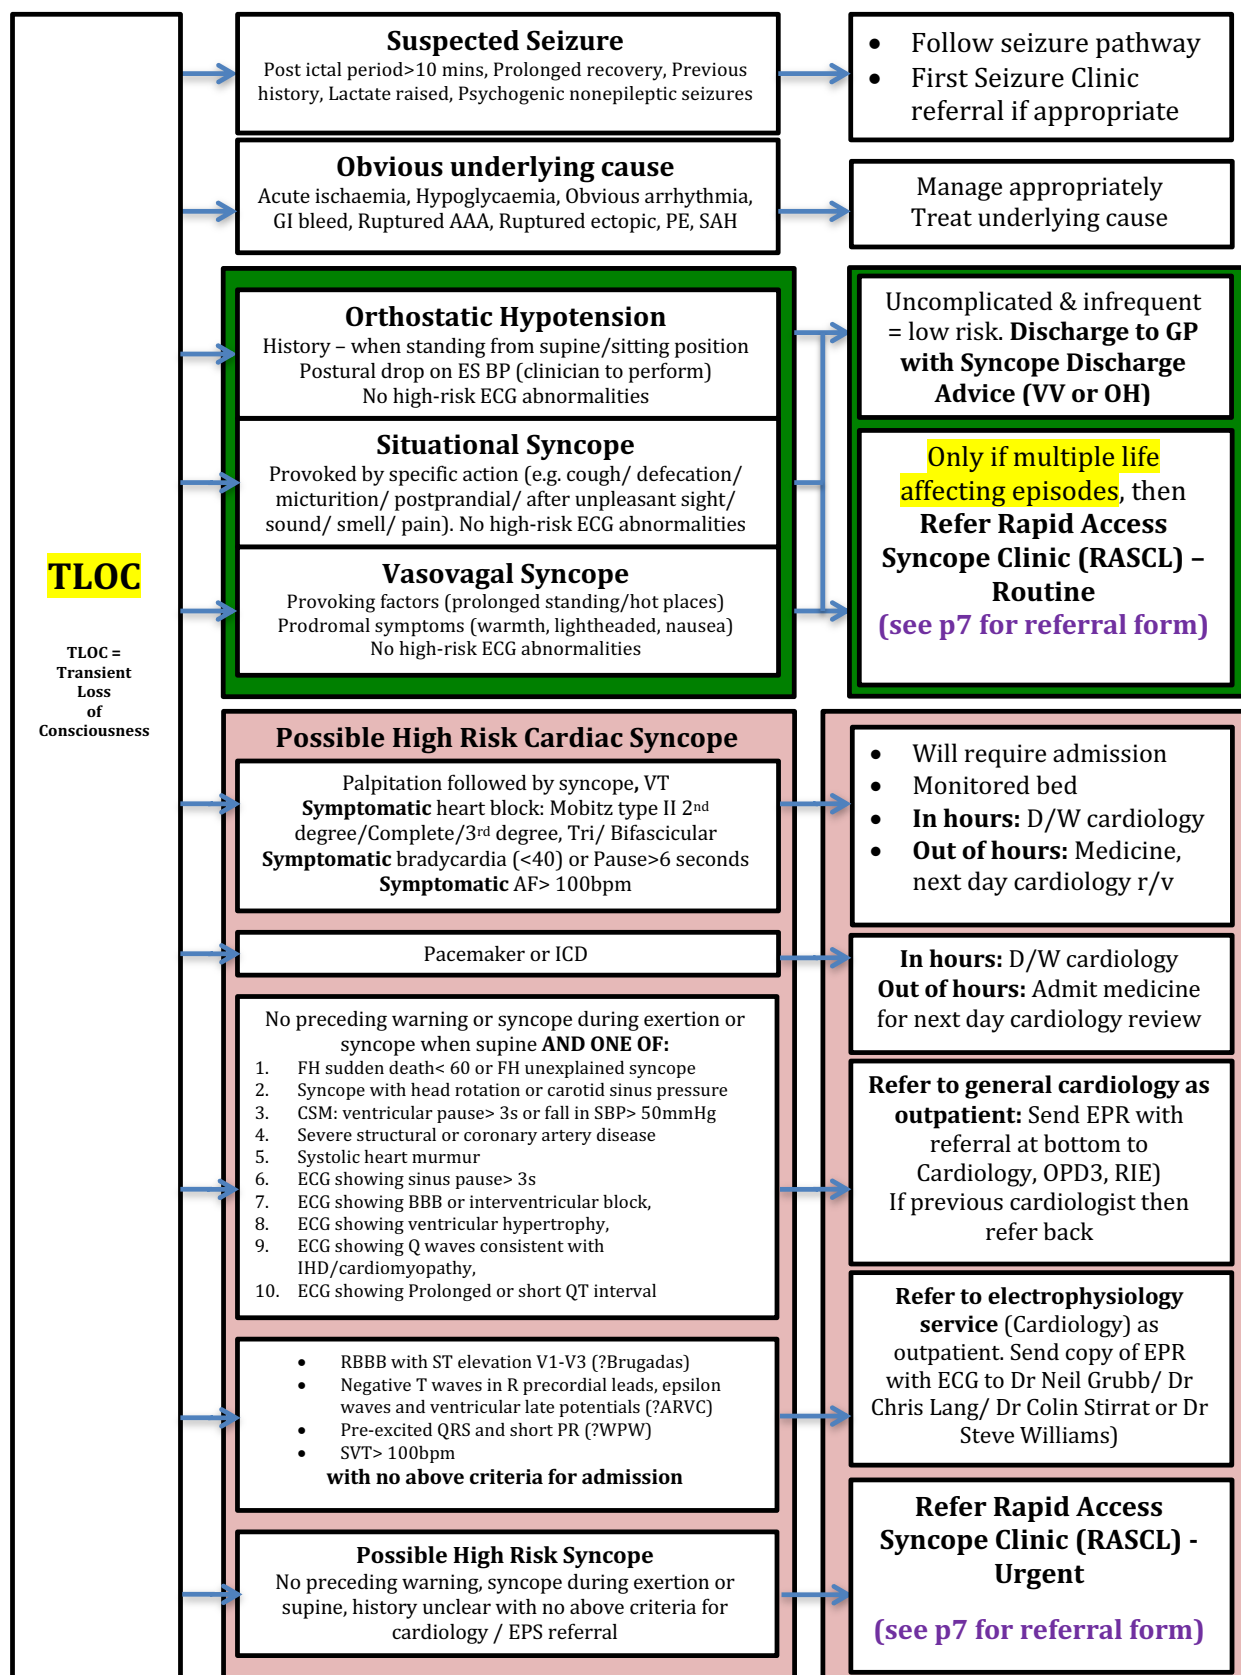 TLOC
TLOC =
Transient
Loss
of
Consciousness
Suspected Seizure
Post ictal period>10 mins, Prolonged recovery, Previous
history, Lactate raised, Psychogenic nonepileptic seizures
• Follow seizure pathway
• First Seizure Clinic
referral if appropriate
Obvious underlying cause
Acute ischaemia, Hypoglycaemia, Obvious arrhythmia,
GI bleed, Ruptured AAA, Ruptured ectopic, PE, SAH
Manage appropriately
Treat underlying cause
Orthostatic Hypotension
History – when standing from supine/sitting position
Postural drop on ES BP (clinician to perform)
No high-risk ECG abnormalities
Situational Syncope
Provoked by specific action (e.g. cough/ defecation/
micturition/ postprandial/ after unpleasant sight/
sound/ smell/ pain). No high-risk ECG abnormalities
Vasovagal Syncope
Provoking factors (prolonged standing/hot places)
Prodromal symptoms (warmth, lightheaded, nausea)
No high-risk ECG abnormalities
Uncomplicated & infrequent
= low risk. Discharge to GP
with Syncope Discharge
Advice (VV or OH)
Only if multiple life
affecting episodes, then
Refer Rapid Access
Syncope Clinic (RASCL) –
Routine
(see p7 for referral form)
Possible High Risk Cardiac Syncope
Palpitation followed by syncope, VT
Symptomatic heart block: Mobitz type II 2nd
degree/Complete/3rd degree, Tri/ Bifascicular
Symptomatic bradycardia (<40) or Pause>6 seconds
Symptomatic AF> 100bpm
• Will require admission
• Monitored bed
• In hours: D/W cardiology
• Out of hours: Medicine,
next day cardiology r/v
Pacemaker or ICD
In hours: D/W cardiology
Out of hours: Admit medicine
for next day cardiology review
No preceding warning or syncope during exertion or
syncope when supine AND ONE OF:
1. FH sudden death< 60 or FH unexplained syncope
2. Syncope with head rotation or carotid sinus pressure
3. CSM: ventricular pause> 3s or fall in SBP> 50mmHg
4. Severe structural or coronary artery disease
5. Systolic heart murmur
6. ECG showing sinus pause> 3s
7. ECG showing BBB or interventricular block,
8. ECG showing ventricular hypertrophy,
9. ECG showing Q waves consistent with
IHD/cardiomyopathy,
10. ECG showing Prolonged or short QT interval
Refer to general cardiology as
outpatient: Send EPR with
referral at bottom to
Cardiology, OPD3, RIE)
If previous cardiologist then
refer back
• RBBB with ST elevation V1-V3 (?Brugadas)
• Negative T waves in R precordial leads, epsilon
waves and ventricular late potentials (?ARVC)
• Pre-excited QRS and short PR (?WPW)
• SVT> 100bpm
with no above criteria for admission
Refer to electrophysiology
service (Cardiology) as
outpatient. Send copy of EPR
with ECG to Dr Neil Grubb/ Dr
Chris Lang/ Dr Colin Stirrat or Dr
Steve Williams)
Possible High Risk Syncope
No preceding warning, syncope during exertion or
supine, history unclear with no above criteria for
cardiology / EPS referral
Refer Rapid Access
Syncope Clinic (RASCL) -
Urgent
(see p7 for referral form)